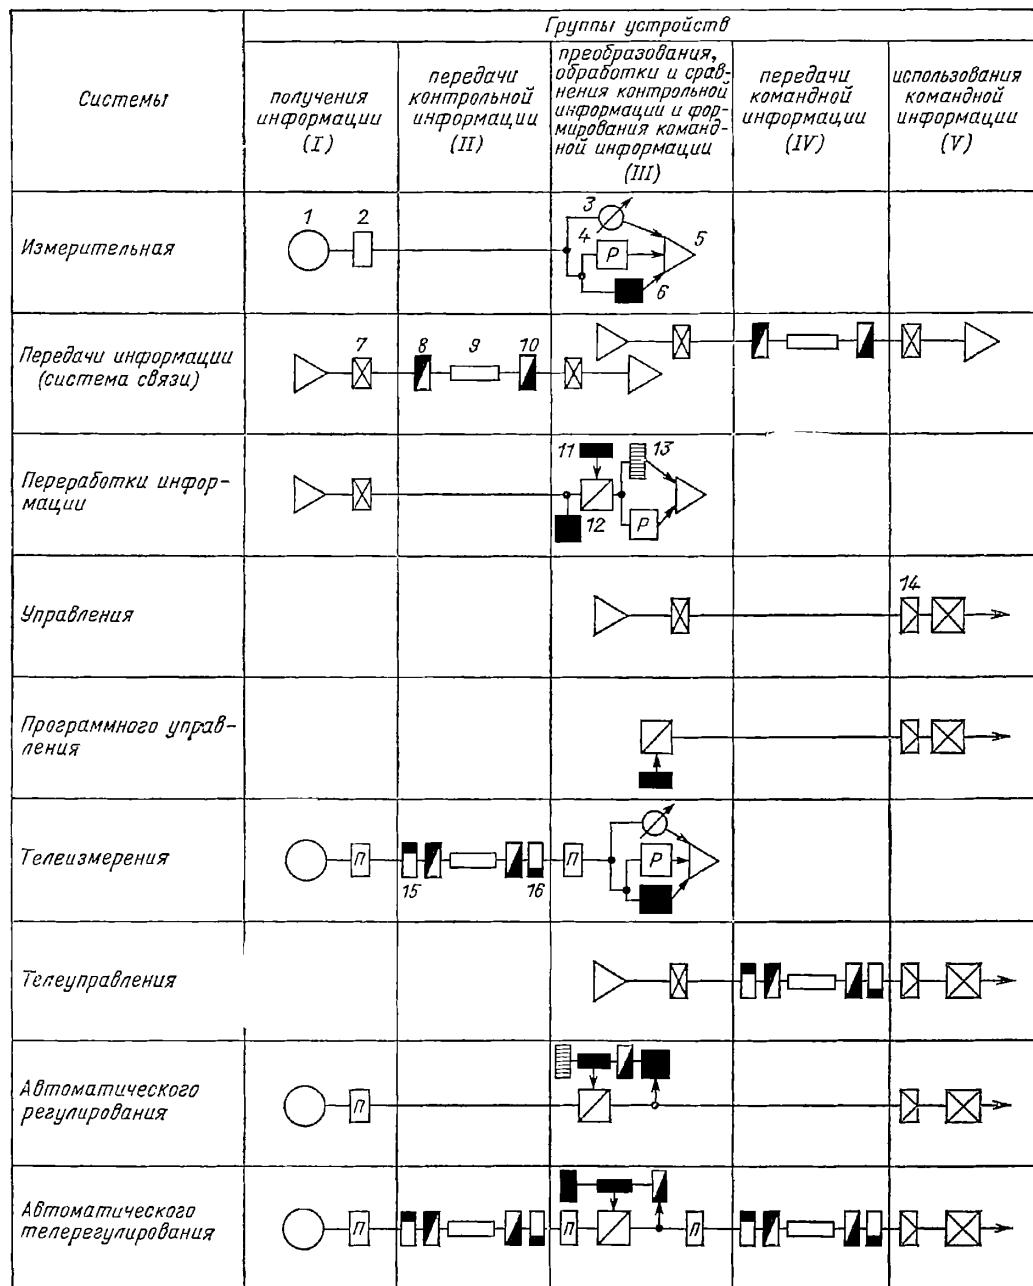 Группы устройств
Системы
получения
информации
(I)
передачи
контрольной
информации
(II)
преобразования,
обработки и срав-
нения контрольной
информации и фор-
мирования команд-
ной информации
(III)
передачи
командной
информации
(IV)
использования
командной
информации
(V)
Измерительная
1
2
3
4
P
5
6
Передачи информации
(система связи)
7
8
9
10
Переработки инфор-
мации
11
12
13
P
Управления
14
Программного управ-
ления
Телеизмерения
П
15
16
П
P
Телеуправления
Автоматического
регулирования
П
Автоматического
телерегулирования
П
П
П